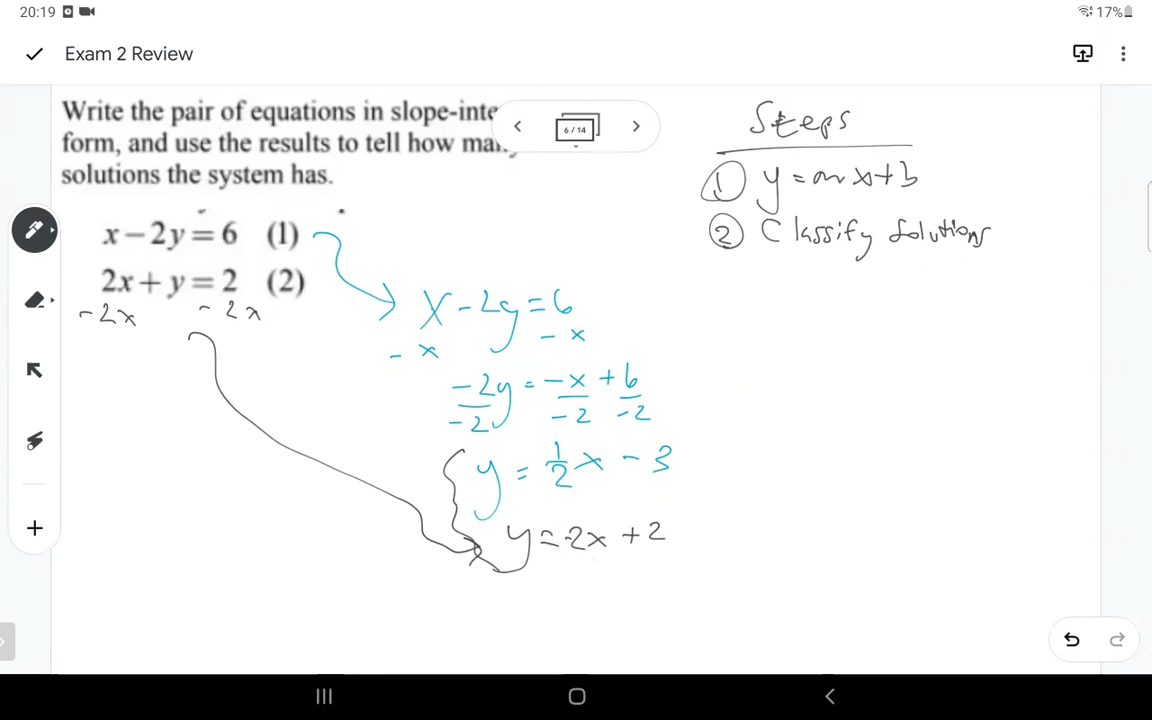 20:19
17%
Exam 2 Review
Write the pair of equations in slope-inte
form, and use the results to tell how many
solutions the system has.
6 / 14
x − 2y = 6 (1)
2x + y = 2 (2)
-2x -2x
Steps
① y = mx + b
② Classify Solutions
x - 2y = 6
- x - x
-2y = -x + 6
-2 -2 -2
y = 1/2 x - 3
y = -2x + 2